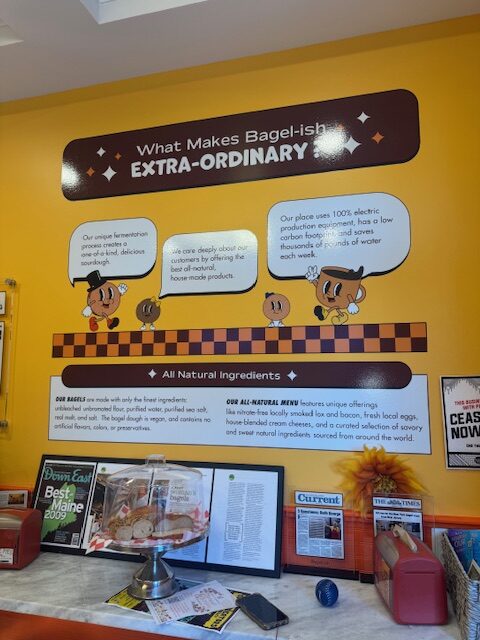 What Makes Bagel-ish
EXTRA-ORDINARY ?
Our unique fermentation
process creates a
one-of-a-kind, delicious
sourdough.
We care deeply about our
customers by offering the
best all-natural,
house-made products.
Our place uses 100% electric
production equipment, has a low
carbon footprint, and saves
thousands of pounds of water
each week.
All Natural Ingredients
OUR BAGELS are made with only the finest ingredients:
unbleached unbromated flour, purified water, purified sea salt,
real malt, and salt. The bagel dough is vegan, and contains no
artificial flavors, colors, or preservatives.
OUR ALL-NATURAL MENU features unique offerings
like nitrate-free locally smoked lox and bacon, fresh local eggs,
house-blended cream cheeses, and a curated selection of savory
and sweet natural ingredients sourced from around the world.
THIS BUSIN
CEAS
NOW
Down East
Best
Maine
2009
bagels
Current
THE TIMES